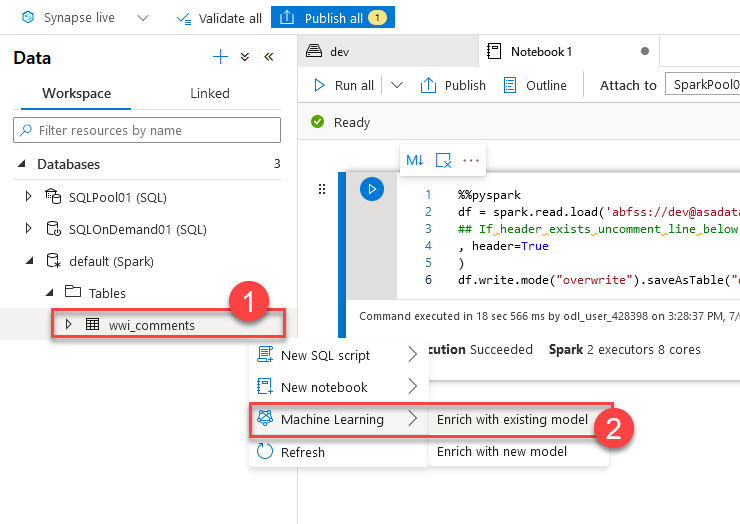 Synapse live
Validate all
Publish all 1
Data
Workspace Linked
Filter resources by name
Databases 3
SQLPool01 (SQL)
SQLOnDemand01 (SQL)
default (Spark)
Tables
1
wwi_comments
dev
Notebook 1
Run all Publish Outline Attach to SparkPool0
Ready
M↓ ...
1 %%pyspark
2 df = spark.read.load('abfss://dev@asadata
3 ## If header exists uncomment line below
4 , header=True
5 )
6 df.write.mode("overwrite").saveAsTable("
Command executed in 18 sec 566 ms by odl_user_428398 on 3:28:37 PM, 7/
cution Succeeded Spark 2 executors 8 cores
New SQL script
New notebook
Machine Learning
Refresh
Enrich with existing model
2
Enrich with new model